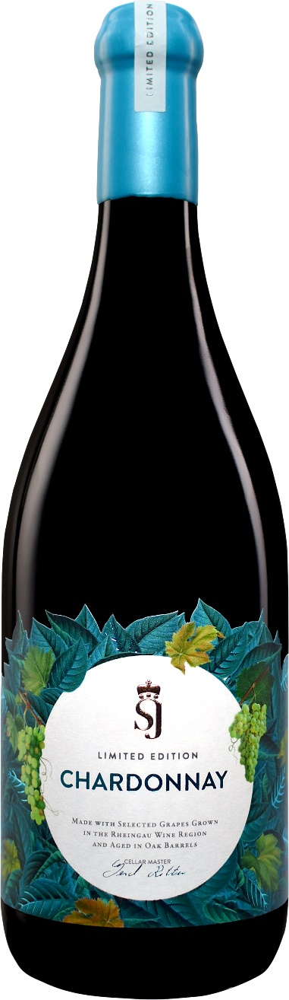 LIMITED EDITION
SJ
LIMITED EDITION
CHARDONNAY
MADE WITH SELECTED GRAPES GROWN
IN THE RHEINGAU WINE REGION
AND AGED IN OAK BARRELS
CELLAR MASTER